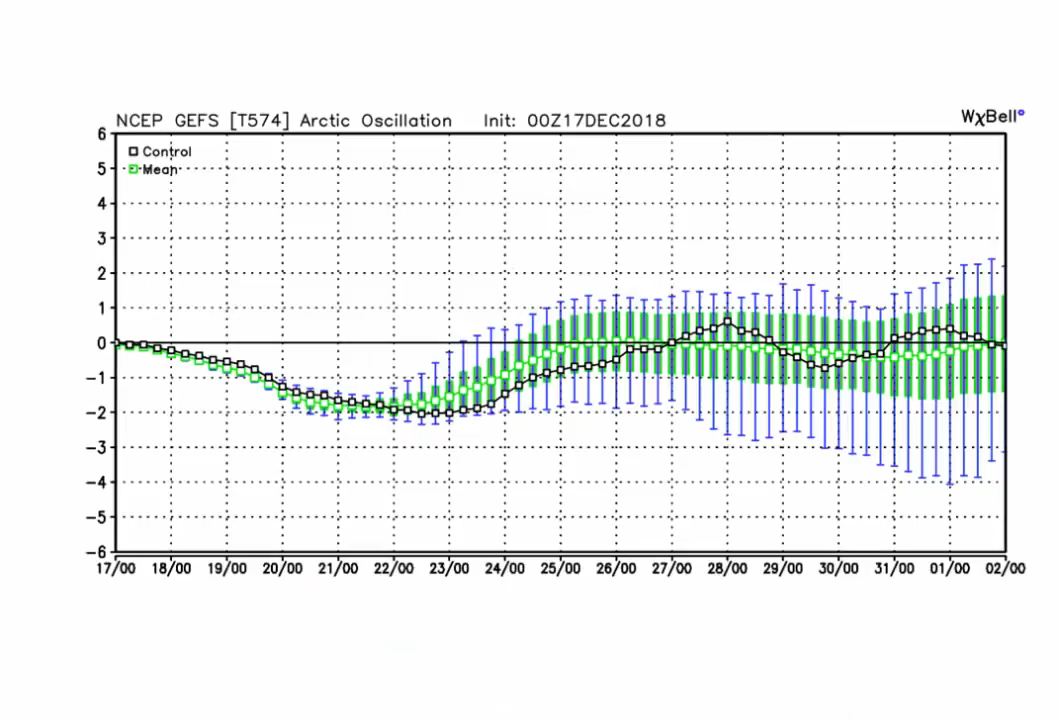 NCEP GEFS [T574] Arctic Oscillation Init: 00Z17DEC2018
WχBell°
Control
Mean
6
5
4
3
2
1
0
−1
−2
−3
−4
−5
−6
17/00 18/00 19/00 20/00 21/00 22/00 23/00 24/00 25/00 26/00 27/00 28/00 29/00 30/00 31/00 01/00 02/00